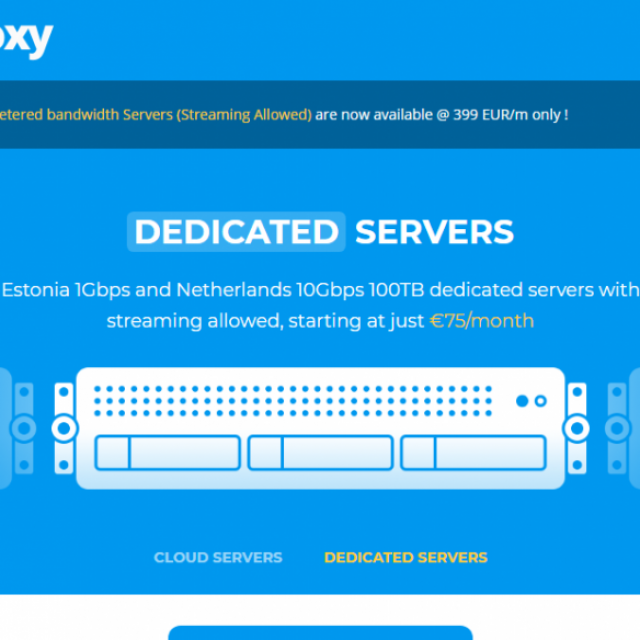 oxy
etered bandwidth Servers (Streaming Allowed) are now available @ 399 EUR/m only !
DEDICATED SERVERS
Estonia 1Gbps and Netherlands 10Gbps 100TB dedicated servers with
streaming allowed, starting at just €75/month
CLOUD SERVERS DEDICATED SERVERS